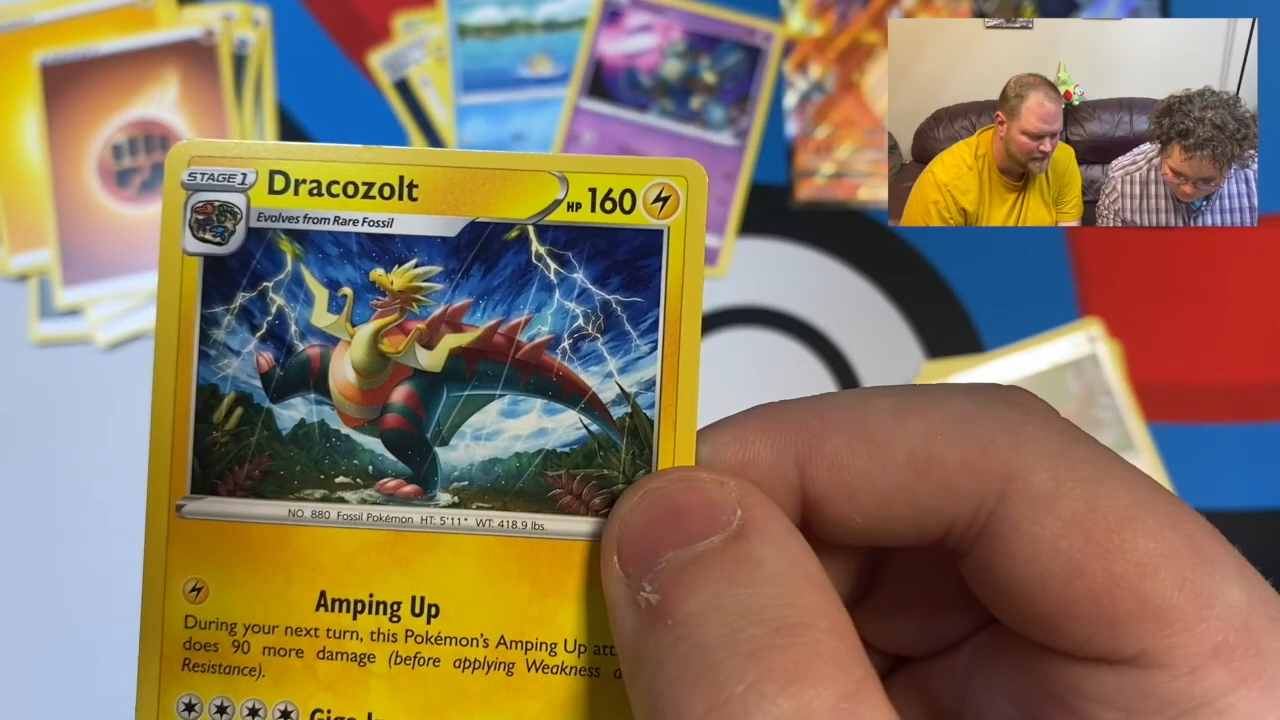 STAGE 1
Dracozolt
HP 160
Evolves from Rare Fossil
NO. 880 Fossil Pokémon HT: 5'11" WT: 418.9 lbs.
Amping Up
During your next turn, this Pokémon's Amping Up
does 90 more damage (before applying Weakness
Resistance).